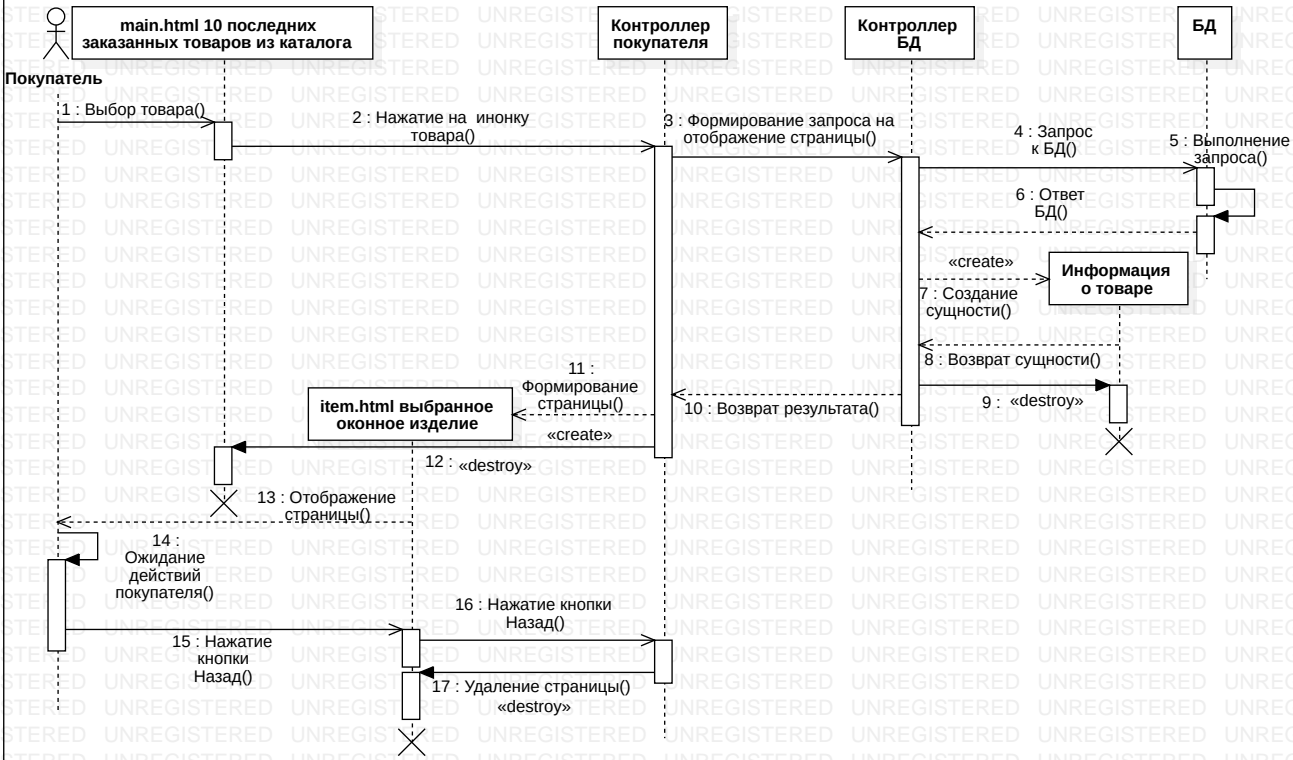 main.html 10 последних
заказанных товаров из каталога
Контроллер
покупателя
Контроллер
БД
БД
Покупатель
1 : Выбор товара()
2 : Нажатие на инонку
товара()
3 : Формирование запроса на
отображение страницы()
4 : Запрос
к БД()
5 : Выполнение
запроса()
6 : Ответ
БД()
«create»
Информация
о товаре
7 : Создание
сущности()
8 : Возврат сущности()
9 : «destroy»
10 : Возврат результата()
11 :
Формирование
страницы()
item.html выбранное
оконное изделие
«create»
12 : «destroy»
13 : Отображение
страницы()
14 :
Ожидание
действий
покупателя()
15 : Нажатие
кнопки
Назад()
16 : Нажатие кнопки
Назад()
17 : Удаление страницы()
«destroy»
UNREGISTERED